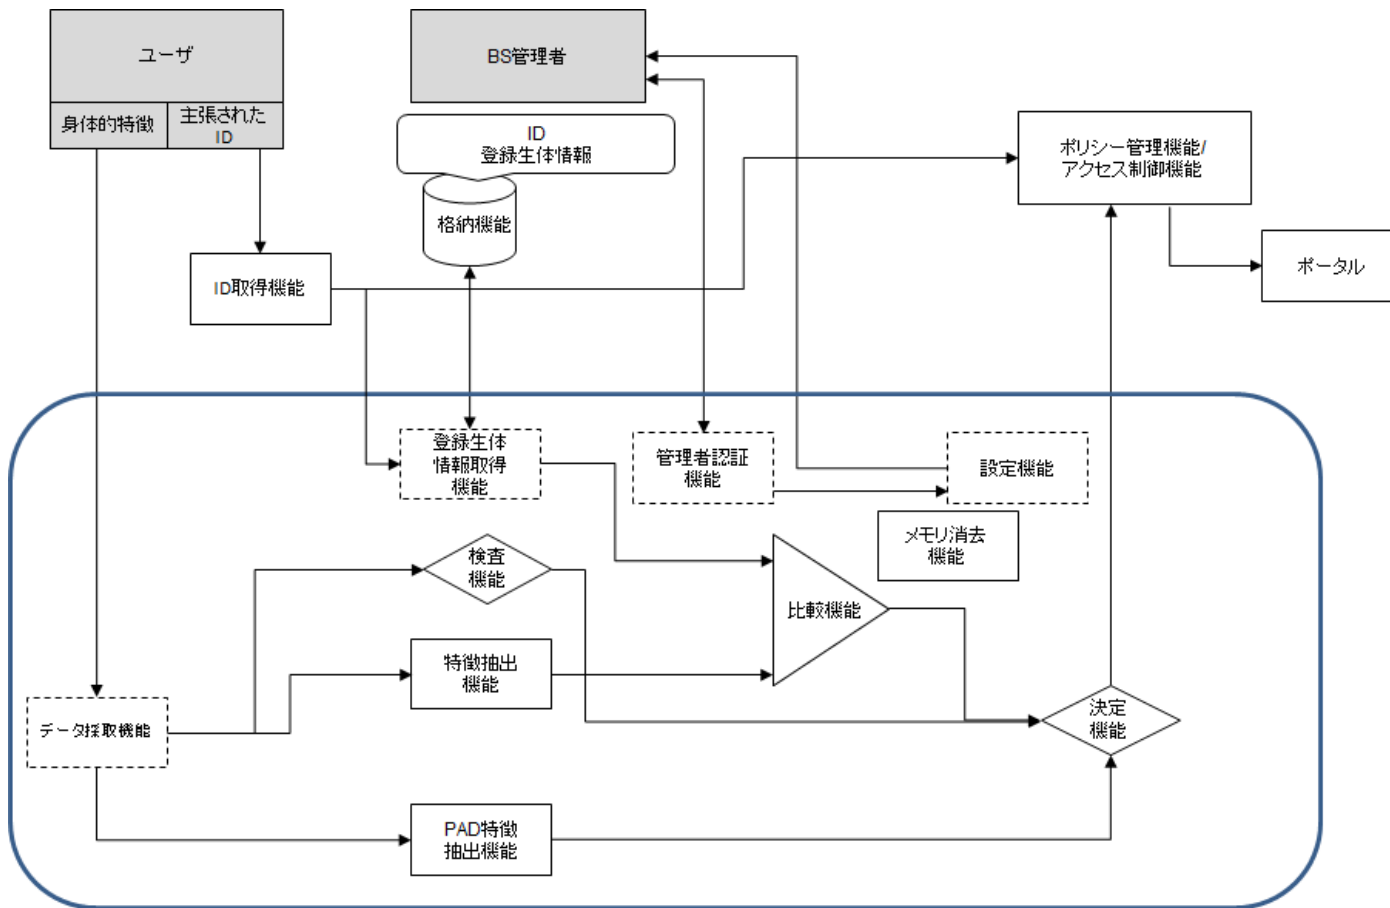 ユーザ
BS管理者
身体的特徴
主張された
ID
ID
登録生体情報
ポリシー管理機能/
アクセス制御機能
格納機能
ID取得機能
ポータル
登録生体
情報取得
機能
管理者認証
機能
設定機能
メモリ消去
機能
検査
機能
比較機能
特徴抽出
機能
データ採取機能
決定
機能
PAD特徴
抽出機能